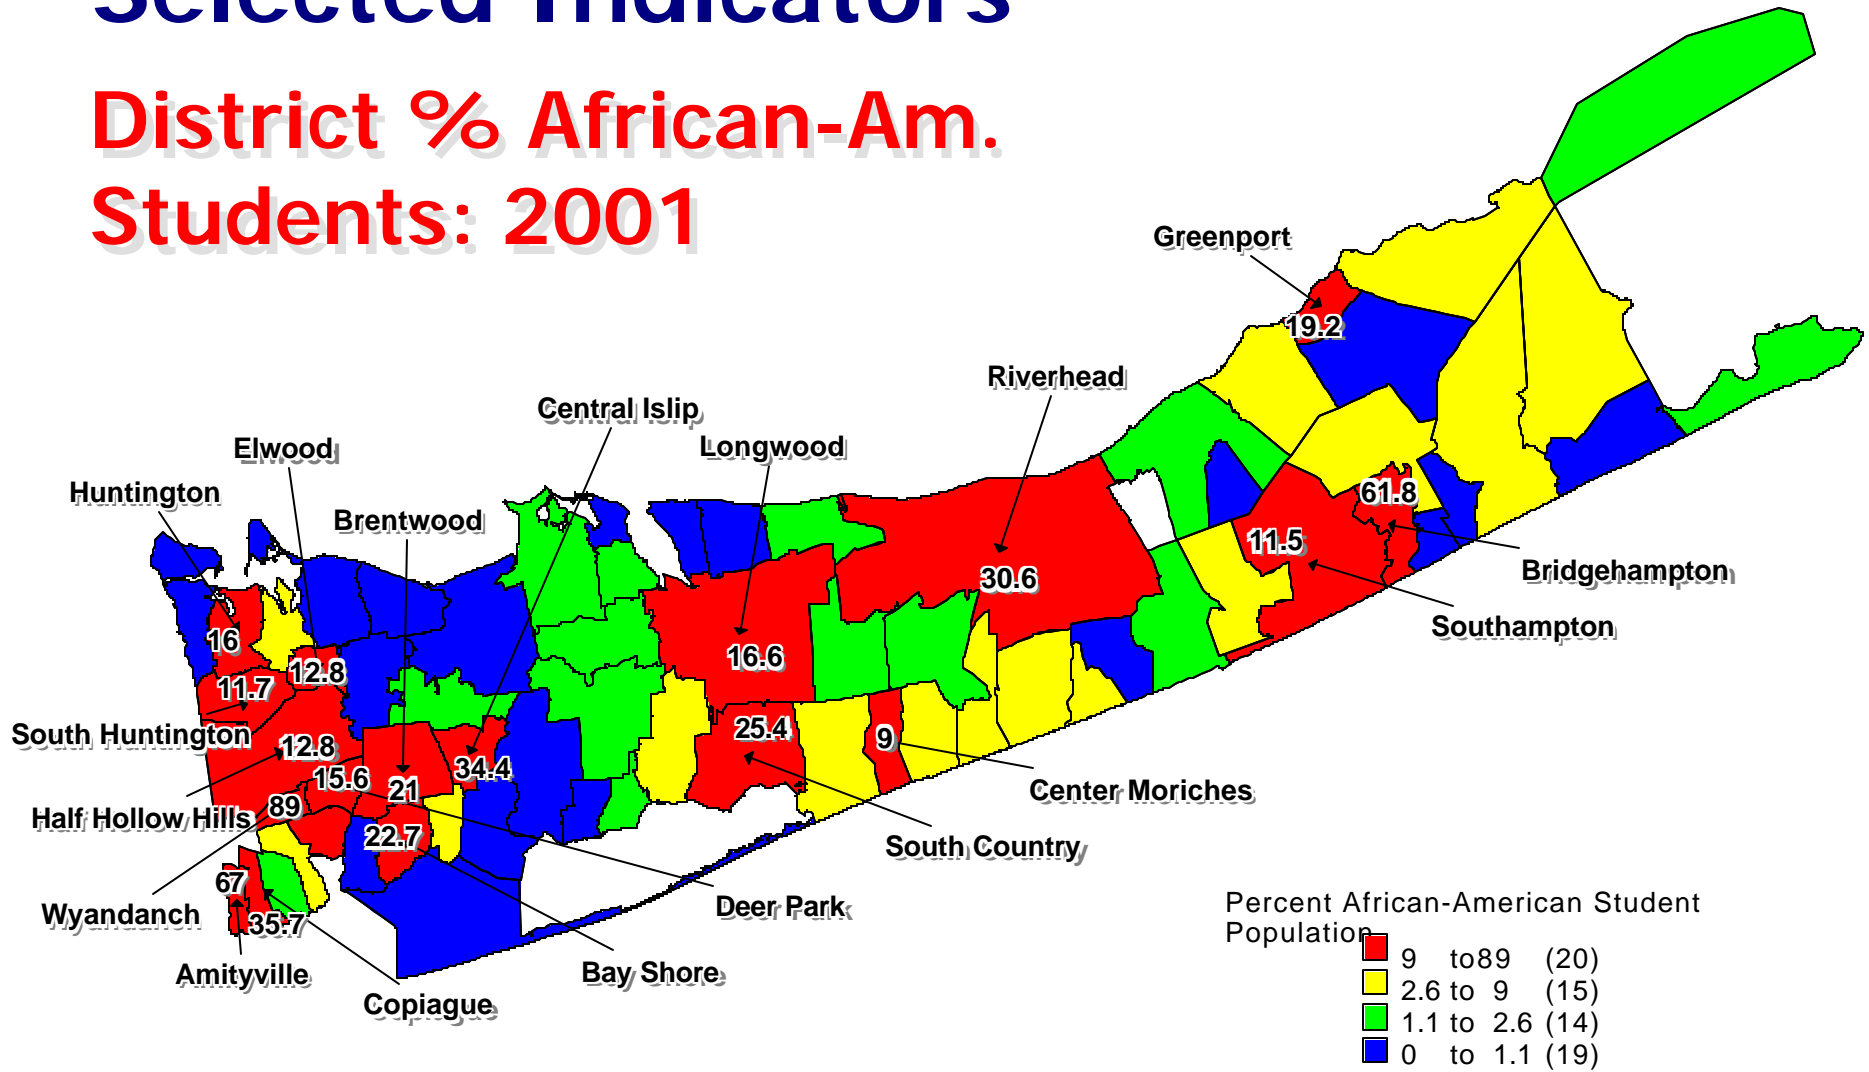 Selected Indicators
District % African-Am.
Students: 2001
Greenport
19.2
Riverhead
Central Islip
Longwood
Elwood
Huntington
Brentwood
61.8
11.5
Bridgehampton
30.6
Southampton
16
16.6
12.8
11.7
South Huntington
25.4
9
12.8
34.4
15.6
21
Center Moriches
89
Half Hollow Hills
22.7
South Country
67
Wyandanch
35.7
Deer Park
Amityville
Bay Shore
Copiague
Percent African-American Student
Population
9 to89 (20)
2.6 to 9 (15)
1.1 to 2.6 (14)
0 to 1.1 (19)